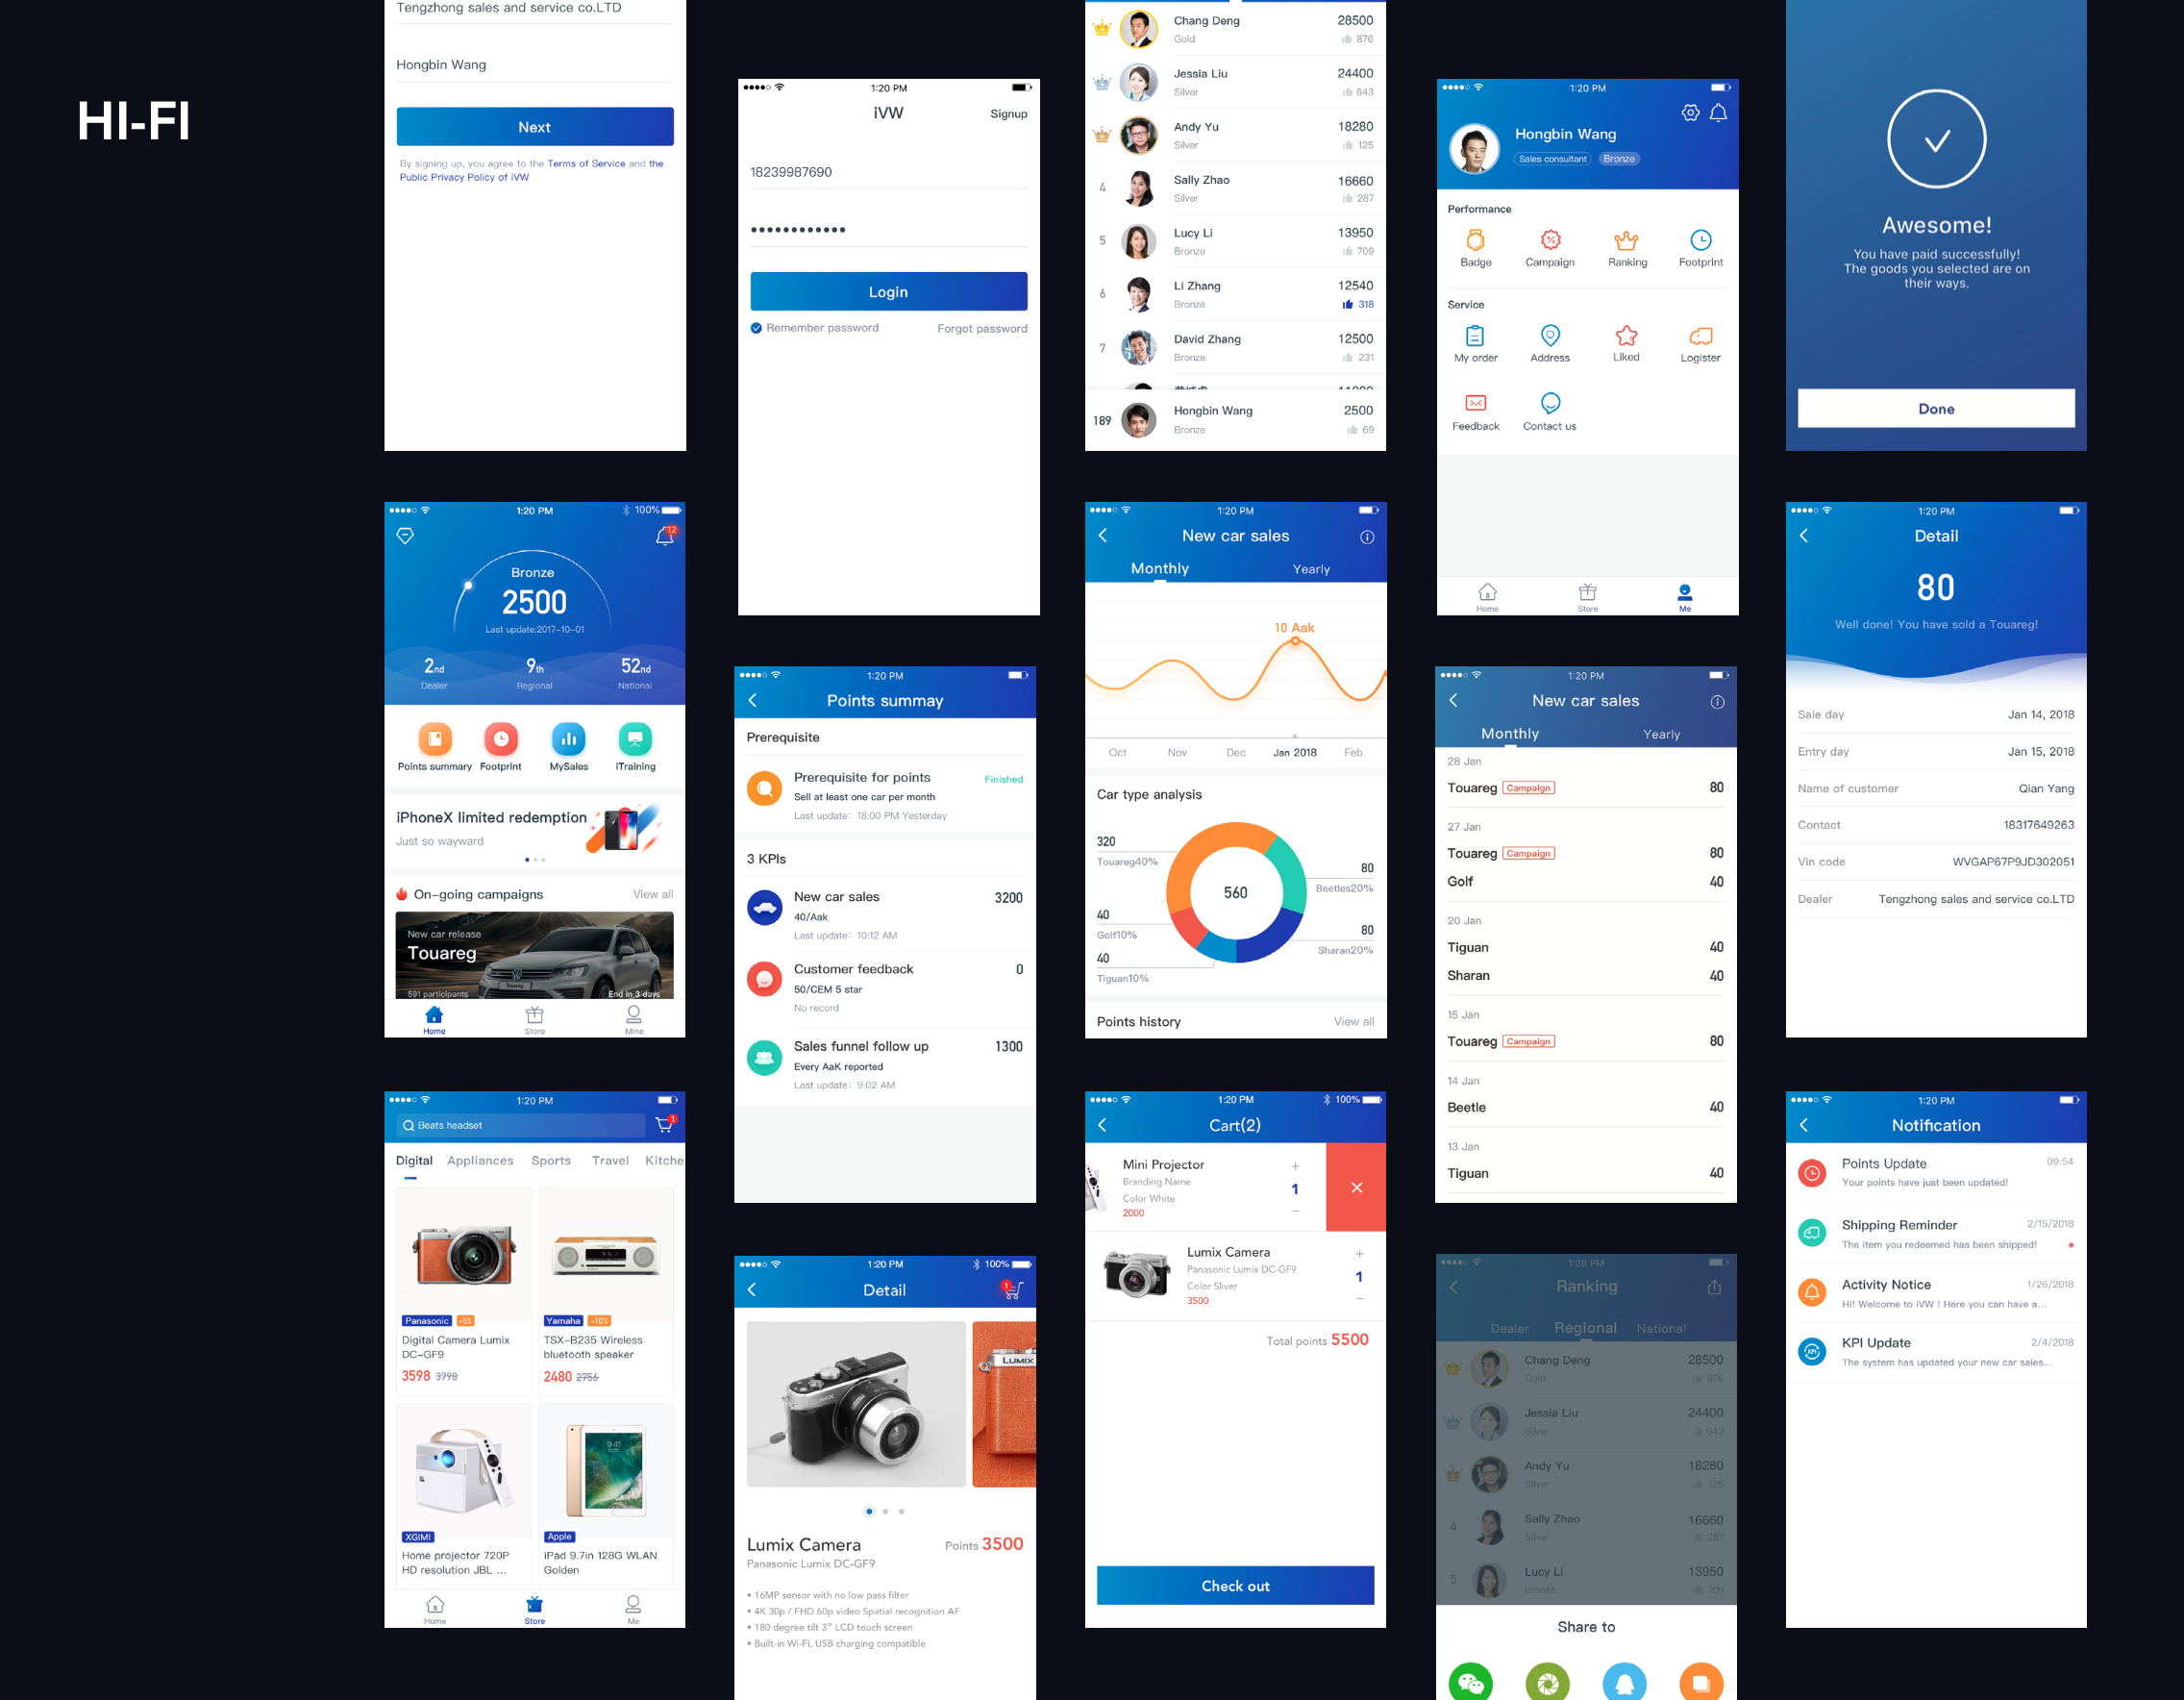 HI-FI
Tengzhong sales and service co.LTD
Hongbin Wang
Next
By signing up, you agree to the Terms of Service and the
Public Privacy Policy of iVW
1:20 PM
iVW
Signup
18239987690
Login
Remember password
Forgot password
Chang Deng 28500
Gold 876
Jessia Liu 24400
Silver 643
Andy Yu 18280
Silver 125
4 Sally Zhao 16660
Silver 287
5 Lucy Li 13950
Bronze 709
6 Li Zhang 12540
Bronze 318
7 David Zhang 12500
Bronze 231
189 Hongbin Wang 2500
Bronze 69
1:20 PM
Hongbin Wang
Sales consultant Bronze
Performance
Badge Campaign Ranking Footprint
Service
My order Address Liked Logister
Feedback Contact us
Home Store Me
Awesome!
You have paid successfully!
The goods you selected are on
their ways.
Done
1:20 PM 100%
12
Bronze
2500
Last update:2017-10-01
2nd 9th 52nd
Dealer Regional National
Points summary Footprint MySales iTraining
iPhoneX limited redemption
Just so wayward
On-going campaigns View all
New car release
Touareg
591 participants End in 3 days
Home Store Mine
1:20 PM
Points summay
Prerequisite
Prerequisite for points Finished
Sell at least one car per month
Last update: 18:00 PM Yesterday
3 KPIs
New car sales 3200
40/Aak
Last update: 10:12 AM
Customer feedback 0
50/CEM 5 star
No record
Sales funnel follow up 1300
Every AaK reported
Last update: 9:02 AM
1:20 PM
New car sales
Monthly Yearly
10 Aak
Oct Nov Dec Jan 2018 Feb
Car type analysis
320
Touareg40%
80
Beetles20%
560
40
Golf10%
80
Sharan20%
40
Tiguan10%
Points history View all
1:20 PM
New car sales
Monthly Yearly
28 Jan
Touareg Campaign 80
27 Jan
Touareg Campaign 80
Golf 40
20 Jan
Tiguan 40
Sharan 40
15 Jan
Touareg Campaign 80
14 Jan
Beetle 40
13 Jan
Tiguan 40
1:20 PM
Detail
80
Well done! You have sold a Touareg!
Sale day Jan 14, 2018
Entry day Jan 15, 2018
Name of customer Qian Yang
Contact 18317649263
Vin code WVGAP67P9JD302051
Dealer Tengzhong sales and service co.LTD
1:20 PM
Beats headset
1
Digital Appliances Sports Travel Kitche
Panasonic -5%
Digital Camera Lumix
DC-GF9
3598 3798
Yamaha -10%
TSX-B235 Wireless
bluetooth speaker
2480 2756
XGIMI
Home projector 720P
HD resolution JBL ...
9:41
Apple
iPad 9.7in 128G WLAN
Golden
Home Store Me
1:20 PM 100%
Detail
1
LUMIX
Lumix Camera Points 3500
Panasonic Lumix DC-GF9
• 16MP sensor with no low pass filter
• 4K 30p / FHD 60p video Spatial recognition AF
• 180 degree tilt 3" LCD touch screen
• Built-in Wi-Fi, USB charging compatible
1:20 PM 100%
Cart(2)
Mini Projector
Branding Name
Color White
2000
+
1
−
Lumix Camera
Panasonic Lumix DC-GF9
Color Sliver
3500
+
1
−
Total points 5500
Check out
1:20 PM
Ranking
Dealer Regional National
Chang Deng 28500
Gold 876
Jessia Liu 24400
Silver 643
Andy Yu 18280
Silver 125
4 Sally Zhao 16660
Silver 287
5 Lucy Li 13950
Bronze 709
Share to
1:20 PM
Notification
Points Update 09:54
Your points have just been updated!
Shipping Reminder 2/15/2018
The item you redeemed has been shipped!
Activity Notice 1/26/2018
Hi! Welcome to iVW ! Here you can have a...
KPI
KPI Update 2/4/2018
The system has updated your new car sales...